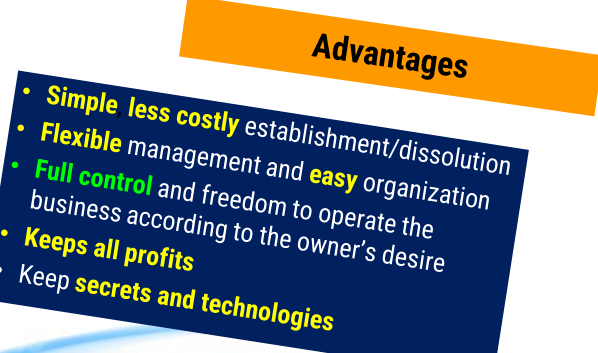 Advantages
• Simple, less costly establishment/dissolution
• Flexible management and easy organization
• Full control and freedom to operate the
business according to the owner's desire
• Keeps all profits
• Keep secrets and technologies